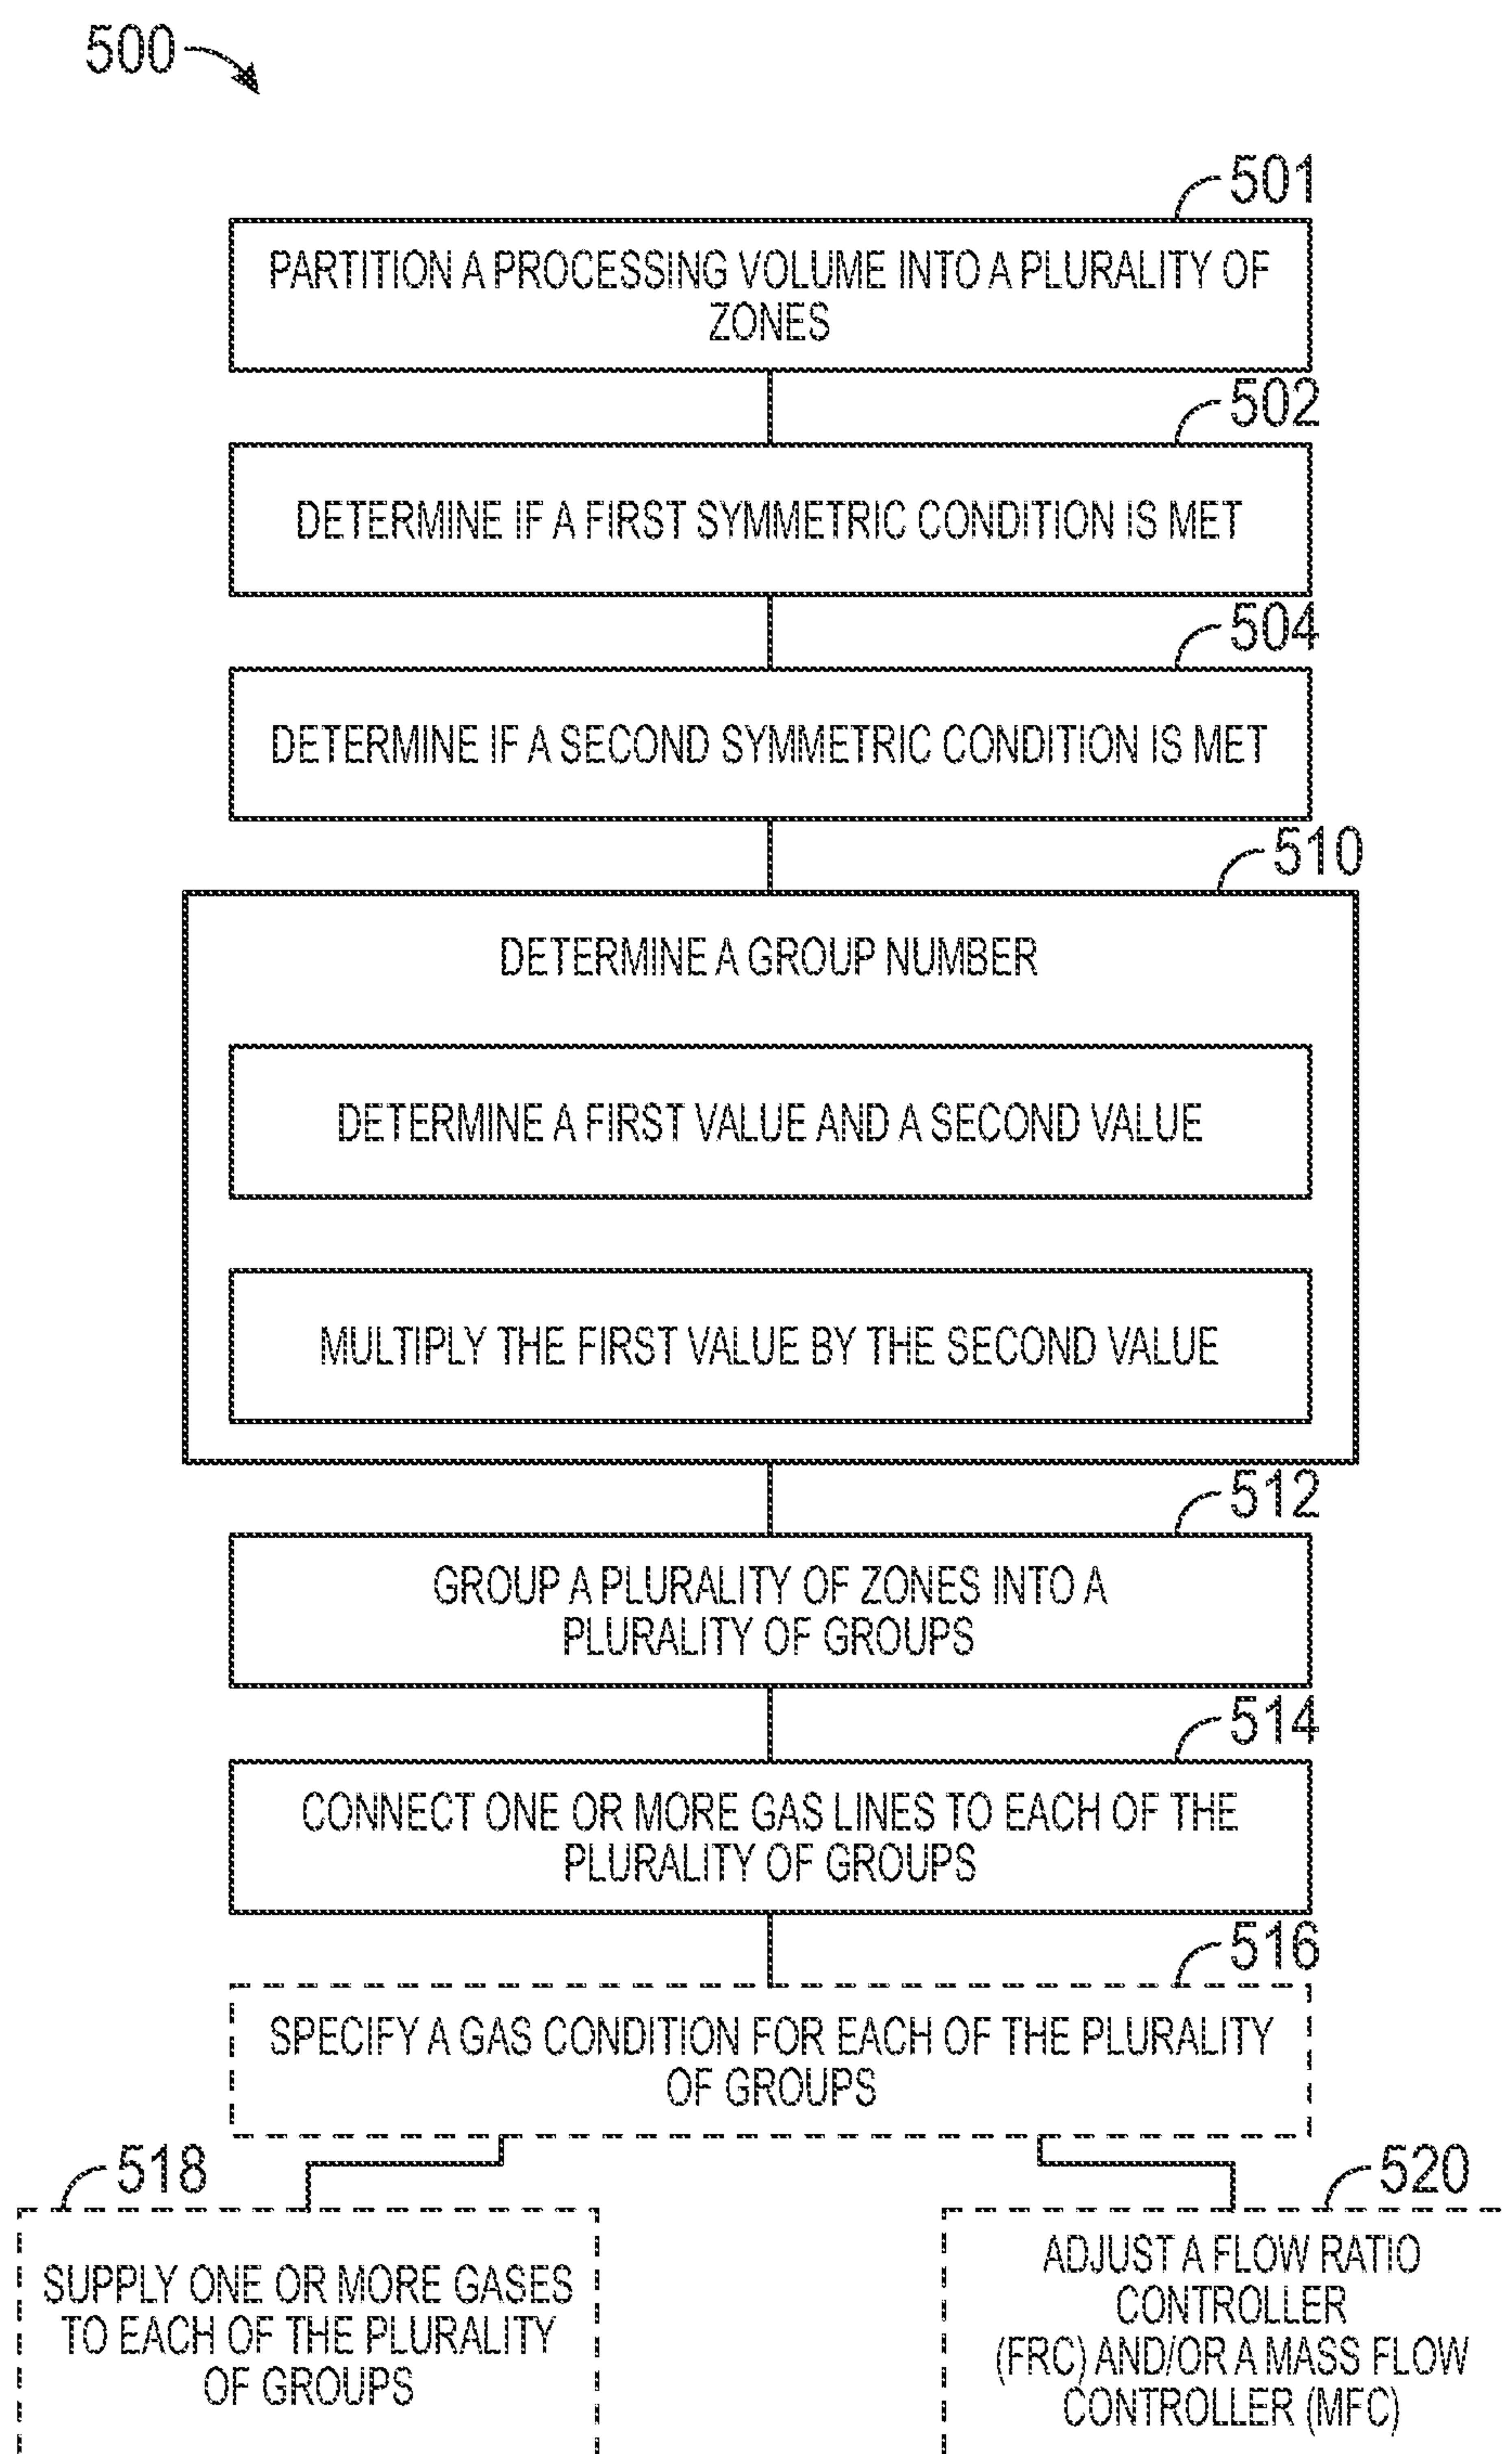 500
501
PARTITION A PROCESSING VOLUME INTO A PLURALITY OF
ZONES
502
DETERMINE IF A FIRST SYMMETRIC CONDITION IS MET
504
DETERMINE IF A SECOND SYMMETRIC CONDITION IS MET
510
DETERMINE A GROUP NUMBER
DETERMINE A FIRST VALUE AND A SECOND VALUE
MULTIPLY THE FIRST VALUE BY THE SECOND VALUE
512
GROUP A PLURALITY OF ZONES INTO A
PLURALITY OF GROUPS
514
CONNECT ONE OR MORE GAS LINES TO EACH OF THE
PLURALITY OF GROUPS
516
SPECIFY A GAS CONDITION FOR EACH OF THE PLURALITY
OF GROUPS
518
SUPPLY ONE OR MORE GASES
TO EACH OF THE PLURALITY
OF GROUPS
520
ADJUST A FLOW RATIO
CONTROLLER
(FRC) AND/OR A MASS FLOW
CONTROLLER (MFC)